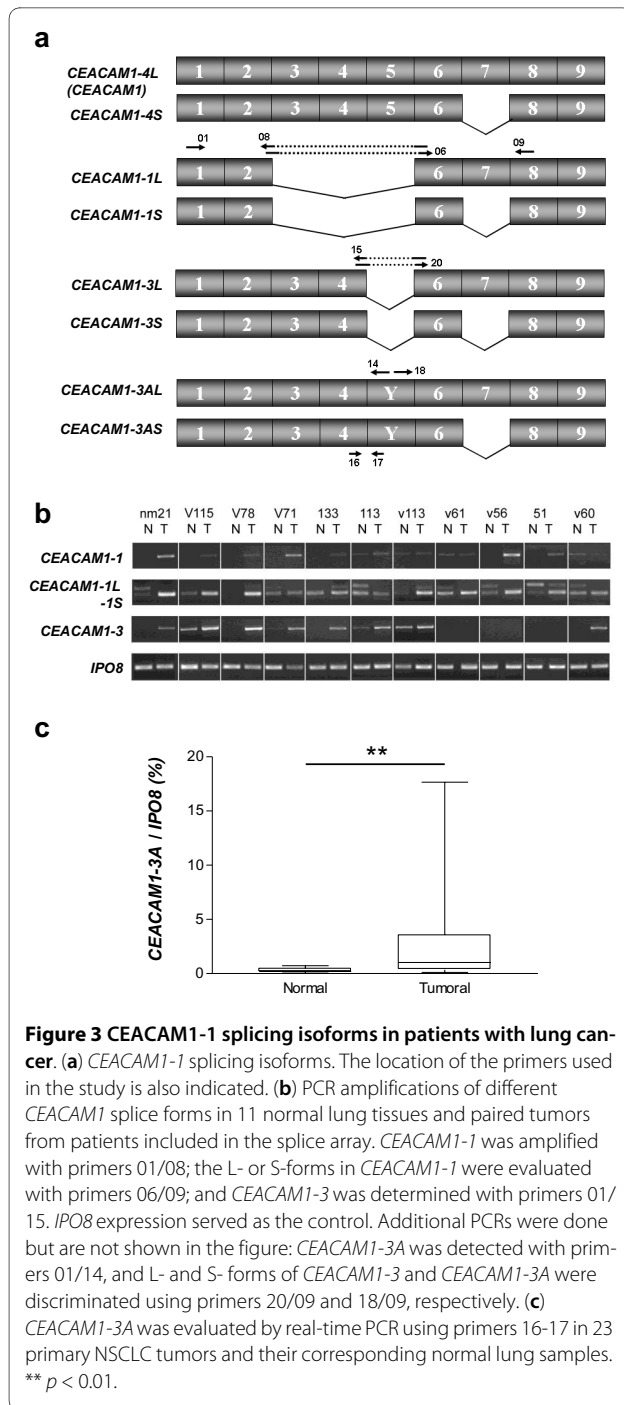 a
CEACAM1-4L 1 2 3 4 5 6 7 8 9
(CEACAM1)
CEACAM1-4S 1 2 3 4 5 6 8 9
01 08 06 09
CEACAM1-1L 1 2 6 7 8 9
CEACAM1-1S 1 2 6 8 9
15 20
CEACAM1-3L 1 2 3 4 6 7 8 9
CEACAM1-3S 1 2 3 4 6 8 9
14 18
CEACAM1-3AL 1 2 3 4 Y 6 7 8 9
CEACAM1-3AS 1 2 3 4 Y 6 8 9
16 17
b
nm21 V115 V78 V71 133 113 v113 v61 v56 51 v60
N T N T N T N T N T N T N T N T N T N T N T
CEACAM1-1
CEACAM1-1L
-1S
CEACAM1-3
IPO8
c
CEACAM1-3A / IPO8 (%)
20
15
10
5
0
**
Normal Tumoral
Figure 3 CEACAM1-1 splicing isoforms in patients with lung can-
cer. (a) CEACAM1-1 splicing isoforms. The location of the primers used
in the study is also indicated. (b) PCR amplifications of different
CEACAM1 splice forms in 11 normal lung tissues and paired tumors
from patients included in the splice array. CEACAM1-1 was amplified
with primers 01/08; the L- or S-forms in CEACAM1-1 were evaluated
with primers 06/09; and CEACAM1-3 was determined with primers 01/
15. IPO8 expression served as the control. Additional PCRs were done
but are not shown in the figure: CEACAM1-3A was detected with prim-
ers 01/14, and L- and S- forms of CEACAM1-3 and CEACAM1-3A were
discriminated using primers 20/09 and 18/09, respectively. (c)
CEACAM1-3A was evaluated by real-time PCR using primers 16-17 in 23
primary NSCLC tumors and their corresponding normal lung samples.
** p < 0.01.